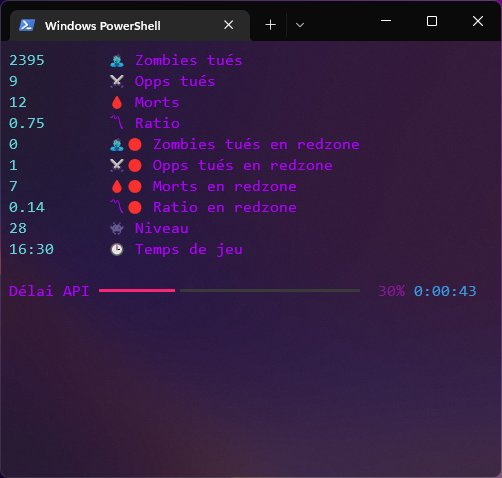 Windows PowerShell
2395 🧟 Zombies tués
9 ⚔️ Opps tués
12 🩸 Morts
0.75 〽️ Ratio
0 🧟🔴 Zombies tués en redzone
1 ⚔️🔴 Opps tués en redzone
7 🩸🔴 Morts en redzone
0.14 〽️🔴 Ratio en redzone
28 👾 Niveau
16:30 🕒 Temps de jeu
Délai API 30% 0:00:43